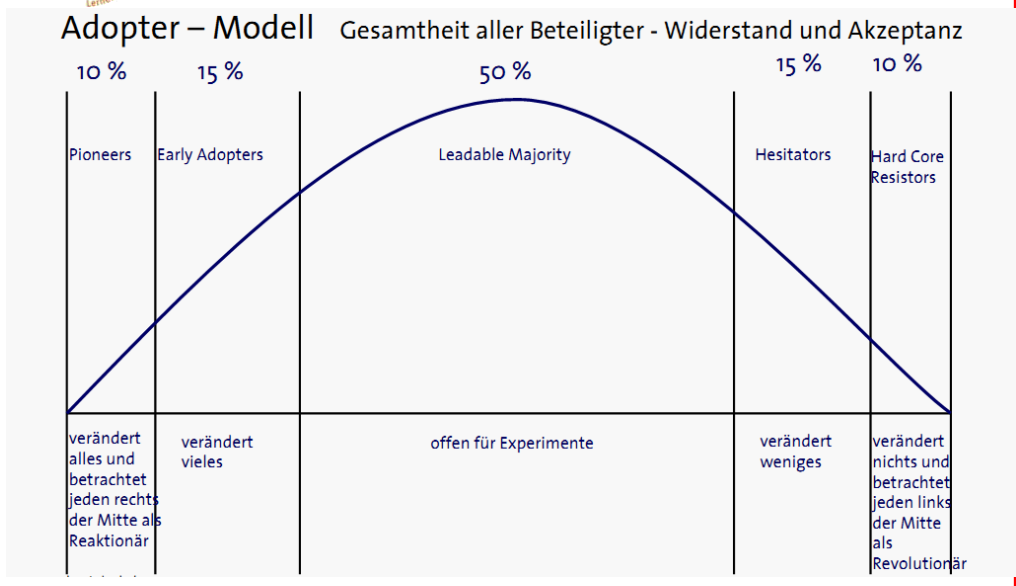 Adopter – Modell Gesamtheit aller Beteiligter - Widerstand und Akzeptanz
10 % 15 % 50 % 15 % 10 %
Pioneers
Early Adopters
Leadable Majority
Hesitators
Hard Core
Resistors
verändert
alles und
betrachtet
jeden rechts
der Mitte als
Reaktionär
verändert
vieles
offen für Experimente
verändert
weniges
verändert
nichts und
betrachtet
jeden links
der Mitte
als
Revolutionär